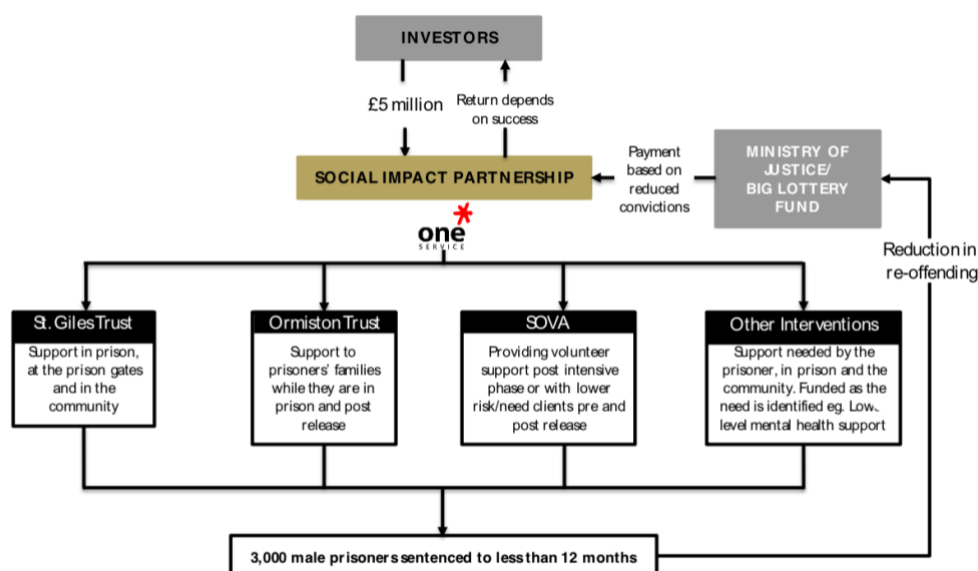 INVESTORS
£5 million
Return depends
on success
SOCIAL IMPACT PARTNERSHIP
Payment
based on
reduced
convictions
MINISTRY OF
JUSTICE/
BIG LOTTERY
FUND
one
SERVICE
Reduction in
re-offending
St. Giles Trust
Support in prison,
at the prison gates
and in the
community
Ormiston Trust
Support to
prisoners' families
while they are in
prison and post
release
SOVA
Providing volunteer
support post intensive
phase or with lower
risk/need clients pre and
post release
Other Interventions
Support needed by the
prisoner, in prison and the
community. Funded as the
need is identified eg. Low
level mental health support
3,000 male prisoners sentenced to less than 12 months